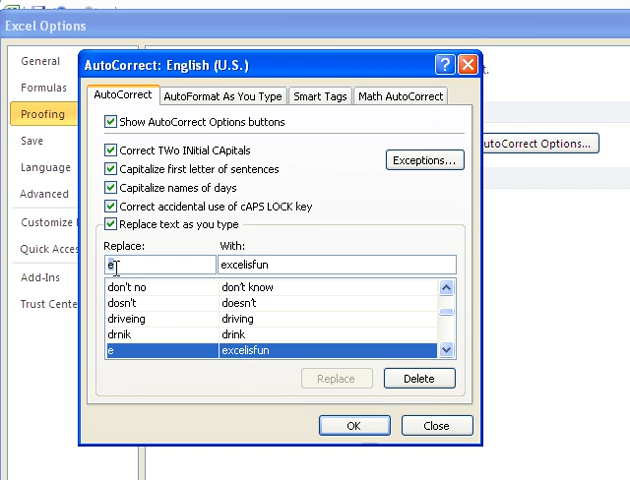 Excel Options
General
Formulas
Proofing
Save
Language
Advanced
Customize
Quick Acces
Add-Ins
Trust Cente
t.
utoCorrect Options...
AutoCorrect: English (U.S.)
AutoCorrect AutoFormat As You Type Smart Tags Math AutoCorrect
Show AutoCorrect Options buttons
Correct TWo INitial CApitals
Exceptions...
Capitalize first letter of sentences
Capitalize names of days
Correct accidental use of cAPS LOCK key
Replace text as you type
Replace: With:
e excelisfun
don't no don't know
dosn't doesn't
driveing driving
drnik drink
e excelisfun
Replace Delete
OK Close